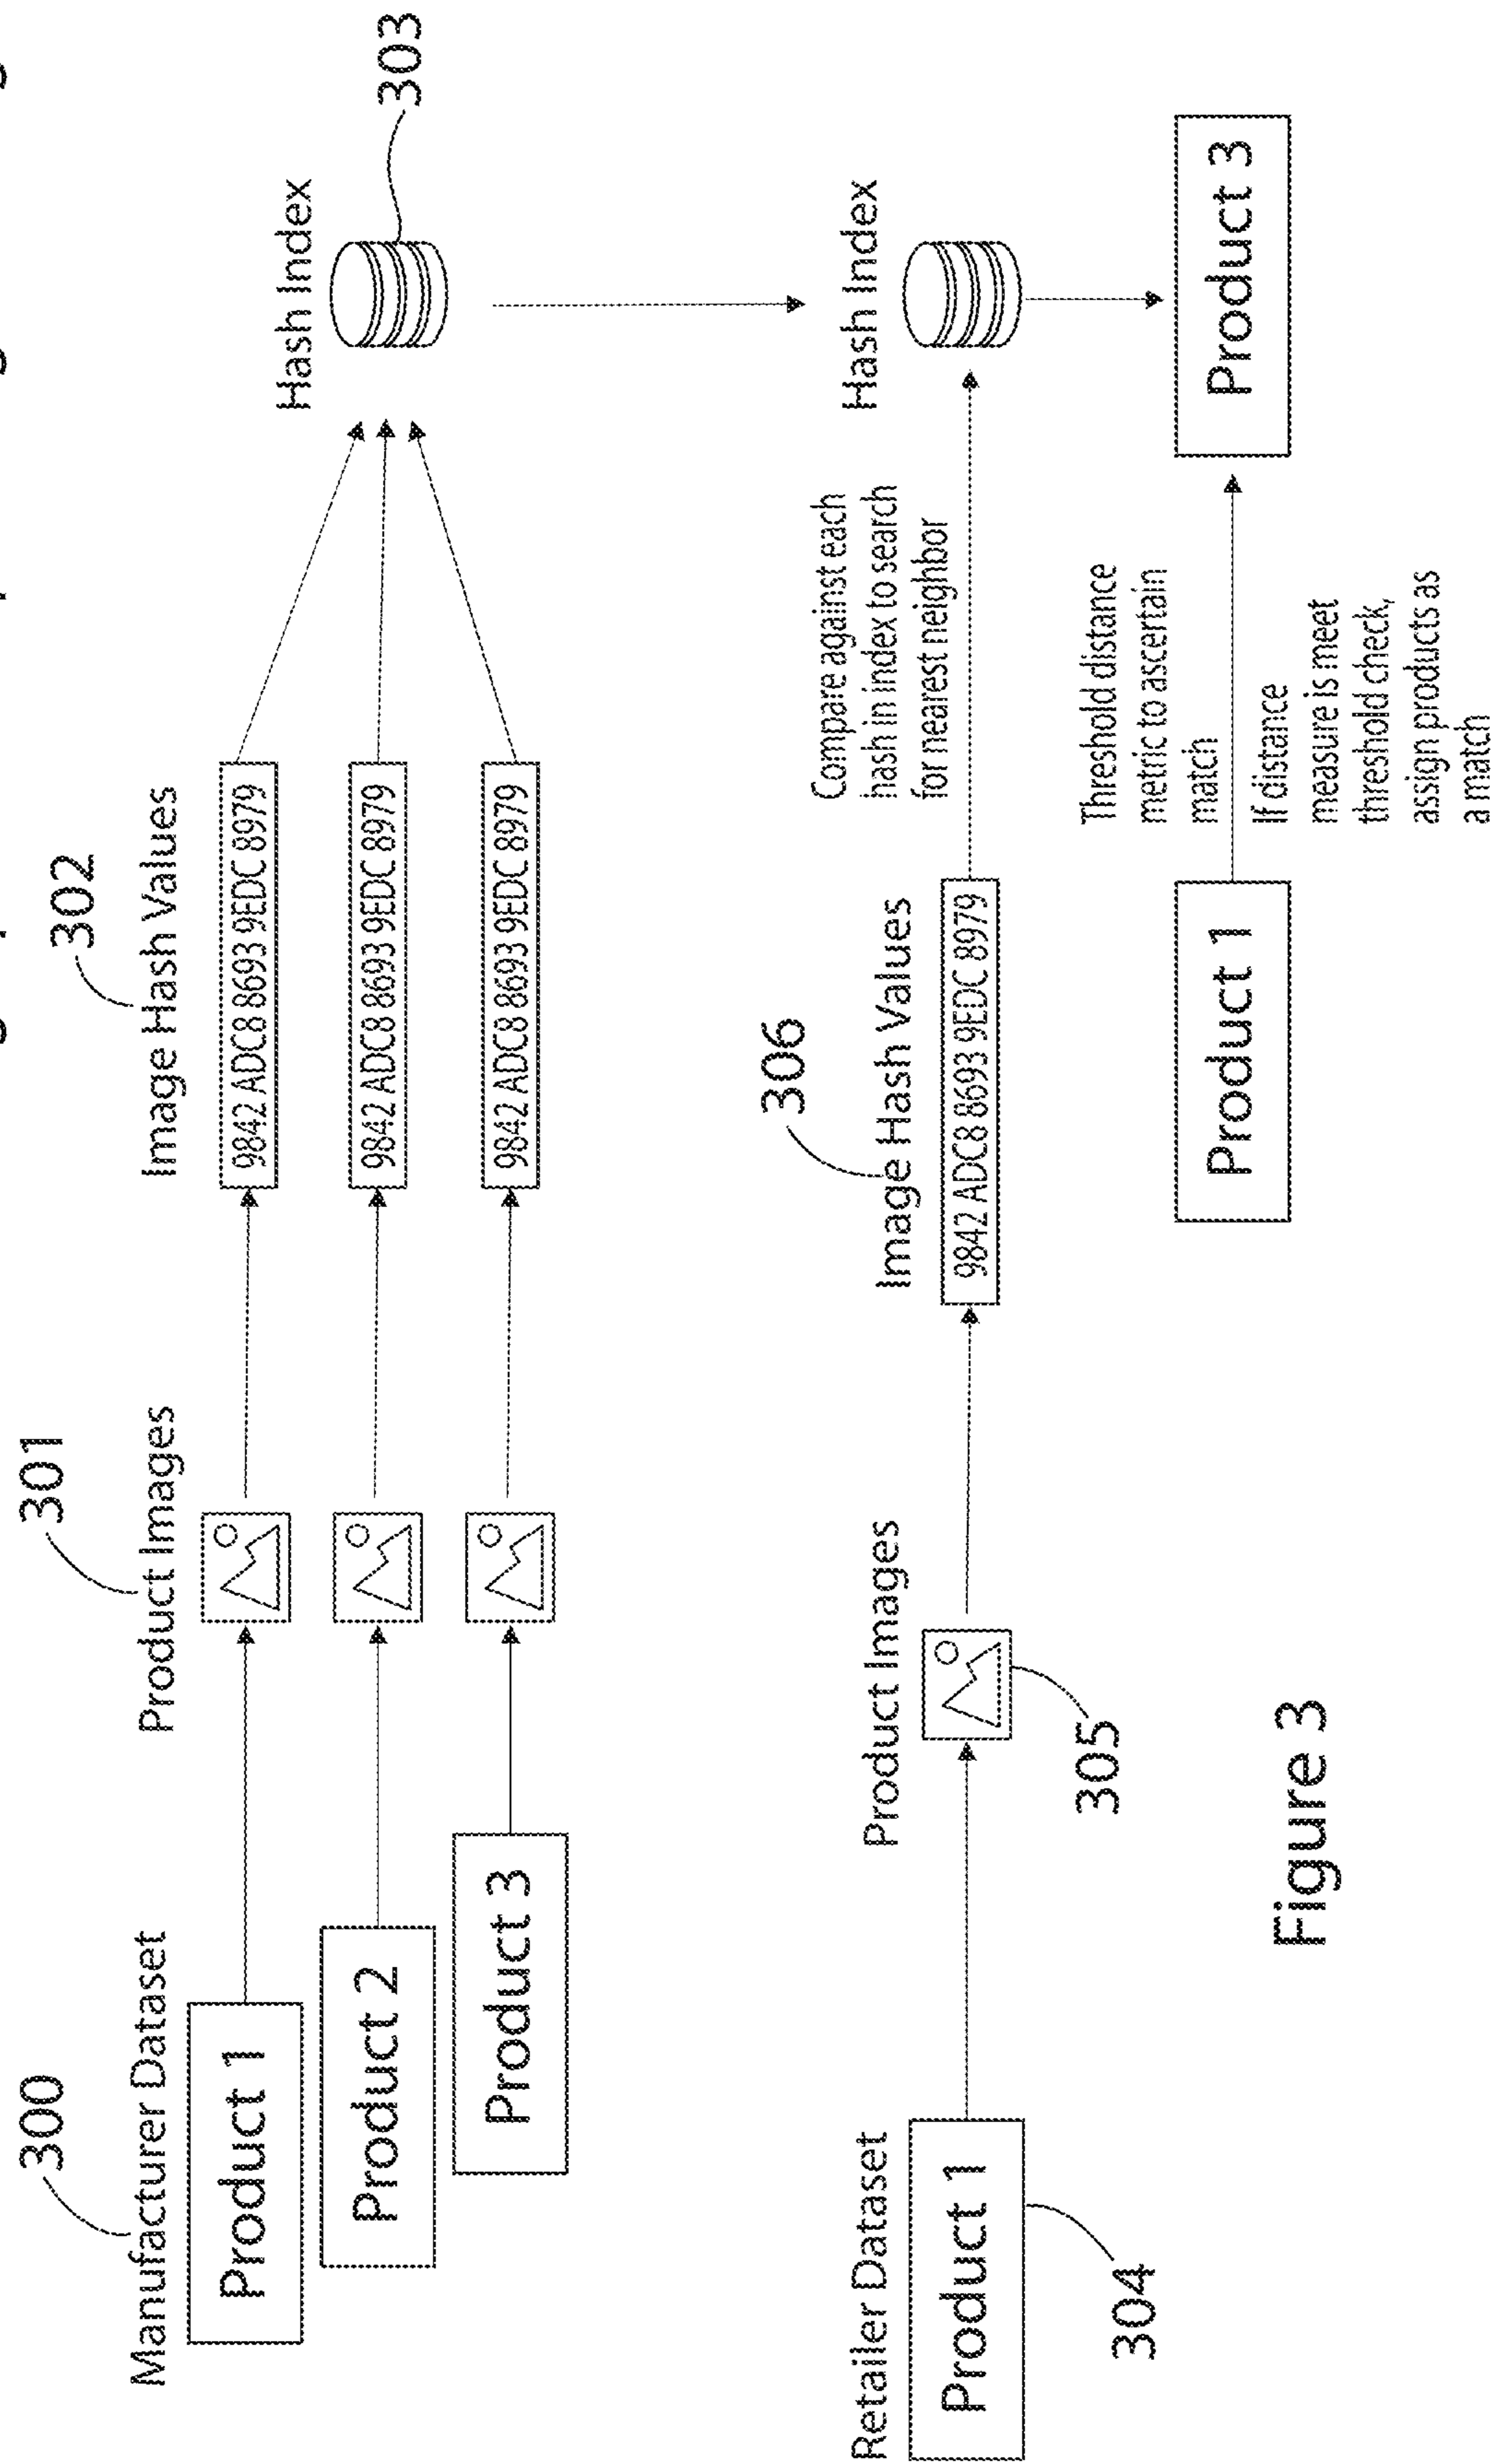 300
301
302
Manufacturer Dataset
Product Images
Image Hash Values
Hash Index
303
Product 1
9842 ADC8 8693 9EDC 8979
Product 2
9842 ADC8 8693 9EDC 8979
Product 3
9842 ADC8 8693 9EDC 8979
306
Retailer Dataset
Product Images
Image Hash Values
Hash Index
Compare against each
hash in index to search
for nearest neighbor
Product 1
9842 ADC8 8693 9EDC 8979
304
305
Threshold distance
metric to ascertain
match
Product 1
Product 3
If distance
measure is meet
threshold check,
assign products as
a match
Figure 3